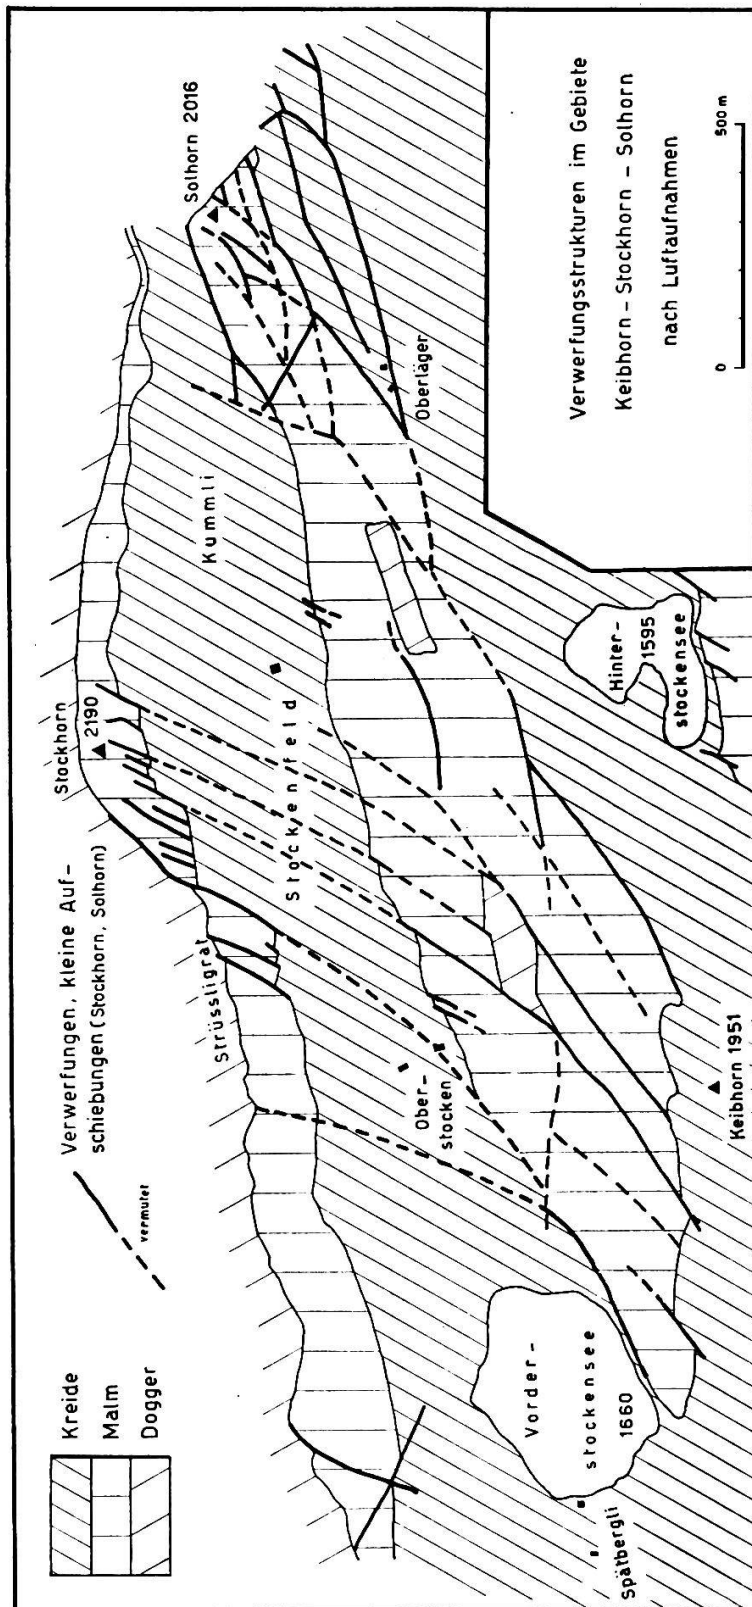 Kreide
Malm
Dogger
Verwerfungen, kleine Auf-
schiebungen (Stockhorn, Solhorn)
vermutet
Stockhorn
2190
Solhorn 2016
Strüssligrat
Kummli
Stockenfeld
Ober-
stocken
Oberläger
Vorder-
stockensee
1660
Spätbergli
Hinter-
1595
stockensee
Keibhorn 1951
Verwerfungsstrukturen im Gebiete
Keibhorn – Stockhorn – Solhorn
nach Luftaufnahmen
0 500 m